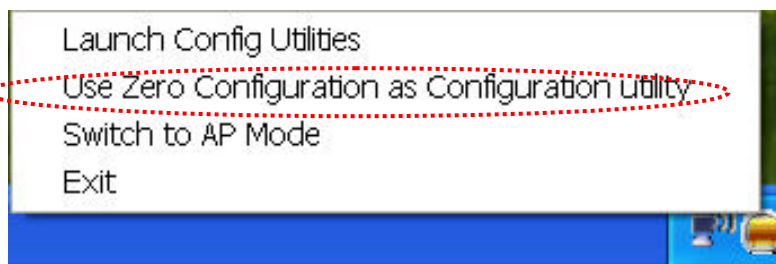 Launch Config Utilities
Use Zero Configuration as Configuration utility
Switch to AP Mode
Exit